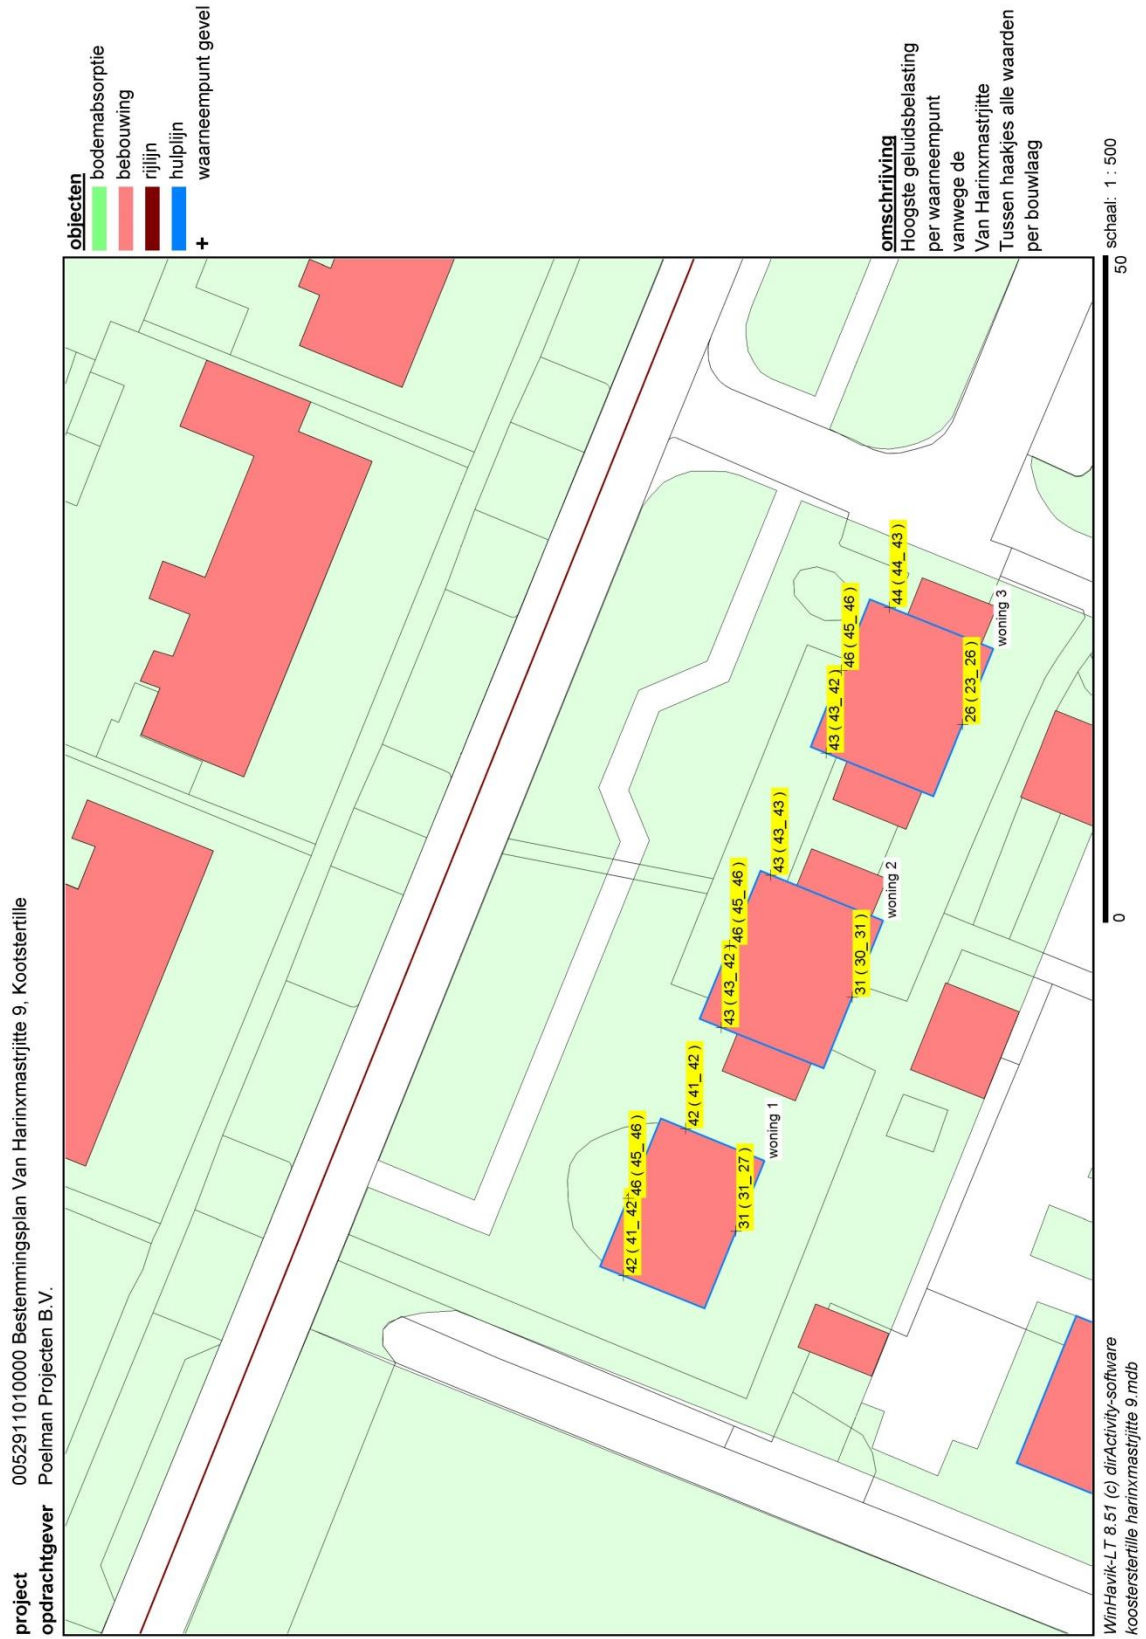 project 005291101000 Bestemmingsplan Van Harinxmastrjitte 9, Kootstertille
opdrachtgever Poelman Projecten B.V.
objecten
bodemabsorptie
bebouwing
rijlijn
hulplijn
+ waarneempunt gevel
omschrijving
Hoogste geluidsbelasting
per waarneempunt
vanwege de
Van Harinxmastrjitte
Tussen haakjes alle waarden
per bouwlaag
42 ( 41_ 42
46 ( 45_ 46 )
42 ( 41_ 42 )
31 ( 31_ 27 )
woning 1
43 ( 43_ 42 )
46 ( 45_ 46 )
43 ( 43_ 43 )
31 ( 30_ 31 )
woning 2
43 ( 43_ 42 )
46 ( 45_ 46 )
44 ( 44_ 43 )
26 ( 23_ 26 )
woning 3
0
50
schaal: 1 : 500
WinHavik-LT 8.51 (c) dirActivity-software
koosterstertille harinxmastrjitte 9.mdb